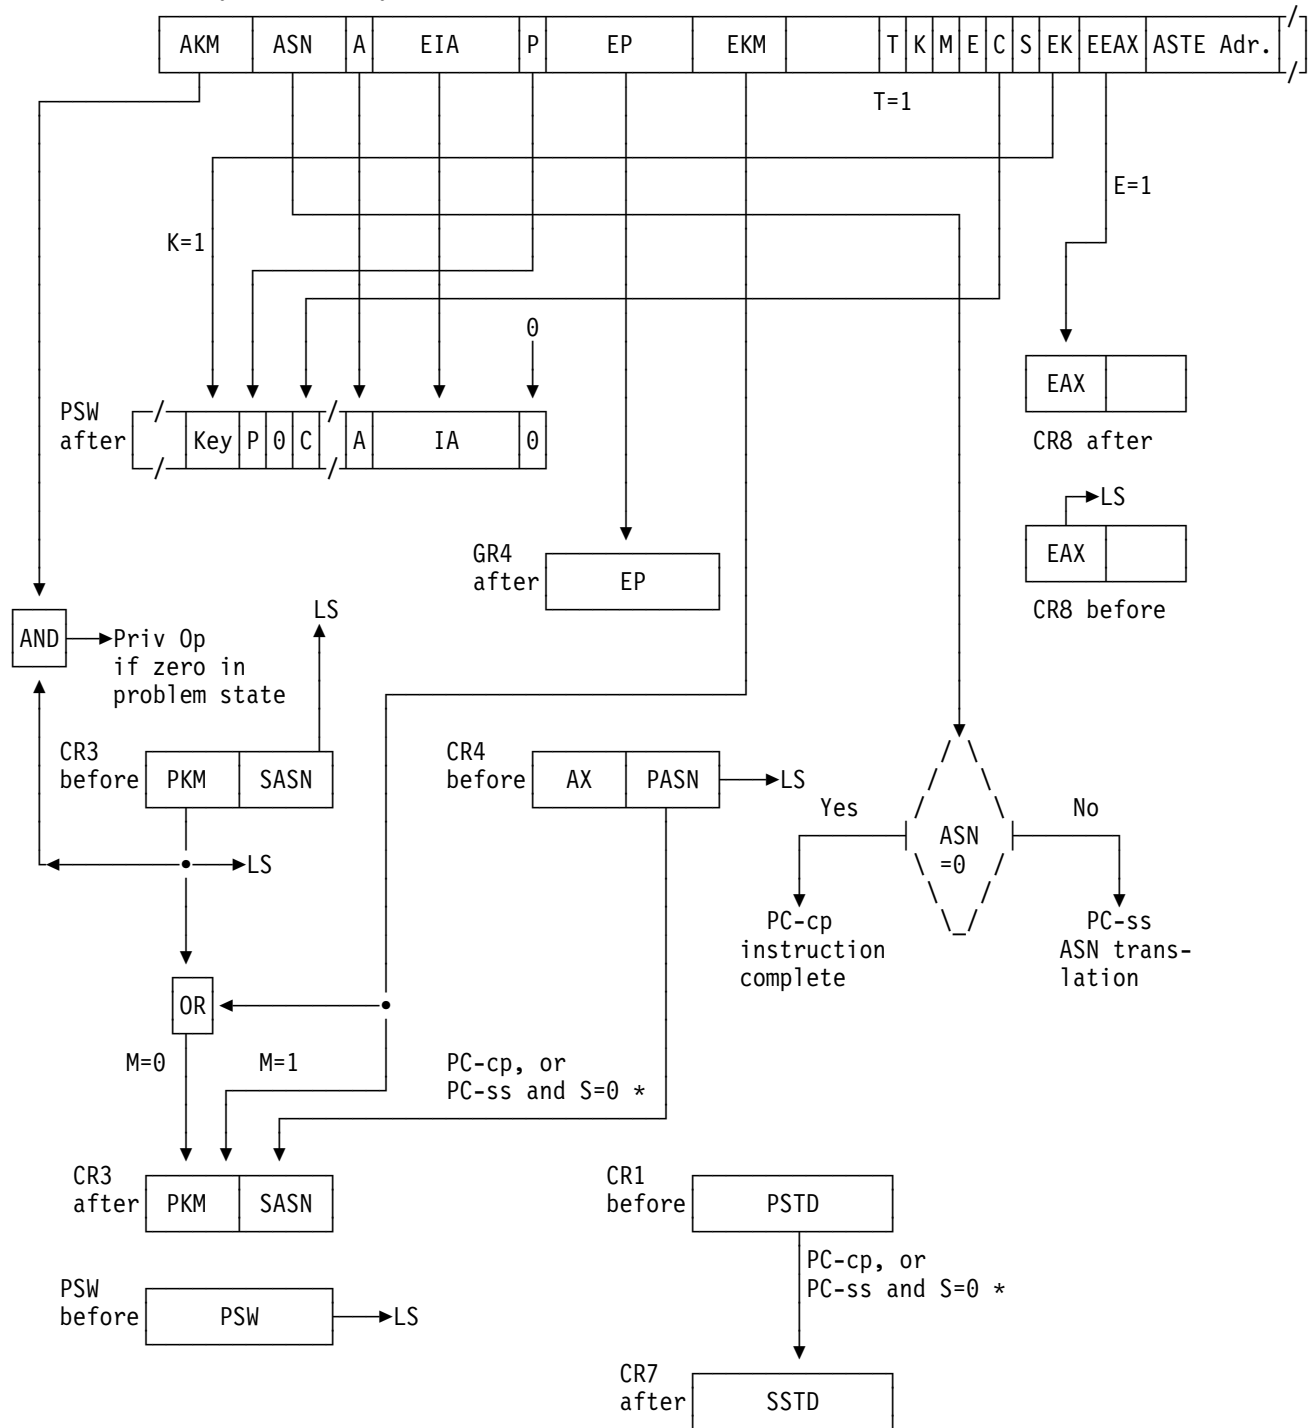 AKM ASN A EIA P EP EKM T K M E C S EK EEAX ASTE Adr.
T=1
E=1
K=1
0
EAX
CR8 after
PSW
after
Key P 0 C A IA 0
LS
EAX
CR8 before
GR4
after
EP
LS
AND
Priv Op
if zero in
problem state
CR3
before
PKM SASN
CR4
before
AX PASN
LS
Yes
No
ASN
=0
LS
PC-cp
instruction
complete
PC-ss
ASN trans-
lation
OR
M=0
M=1
PC-cp, or
PC-ss and S=0 *
CR3
after
PKM SASN
CR1
before
PSTD
PC-cp, or
PC-ss and S=0 *
PSW
before
PSW
LS
CR7
after
SSTD